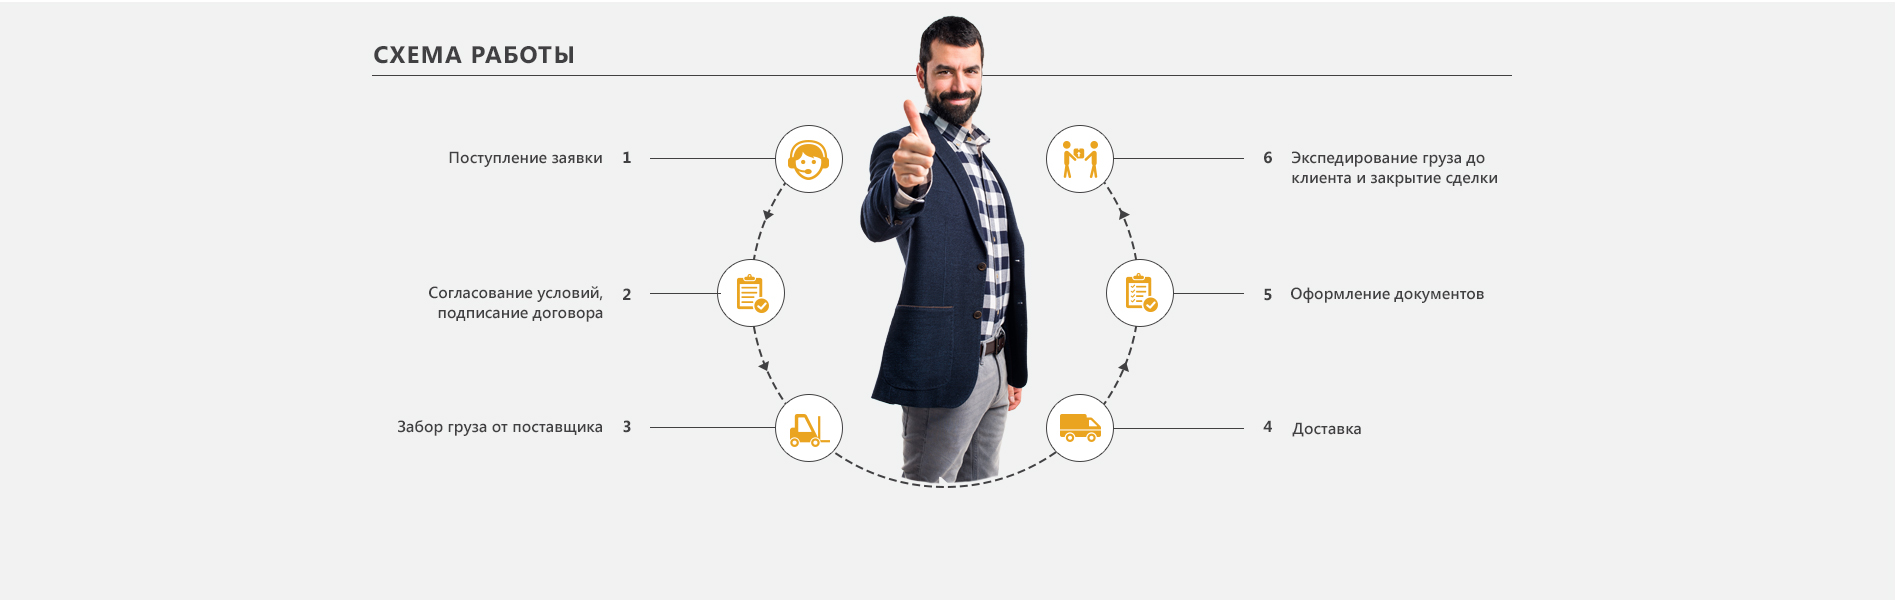 СХЕМА РАБОТЫ
Поступление заявки 1
Согласование условий, 2
подписание договора
Забор груза от поставщика 3
4 Доставка
5 Оформление документов
6 Экспедирование груза до
клиента и закрытие сделки